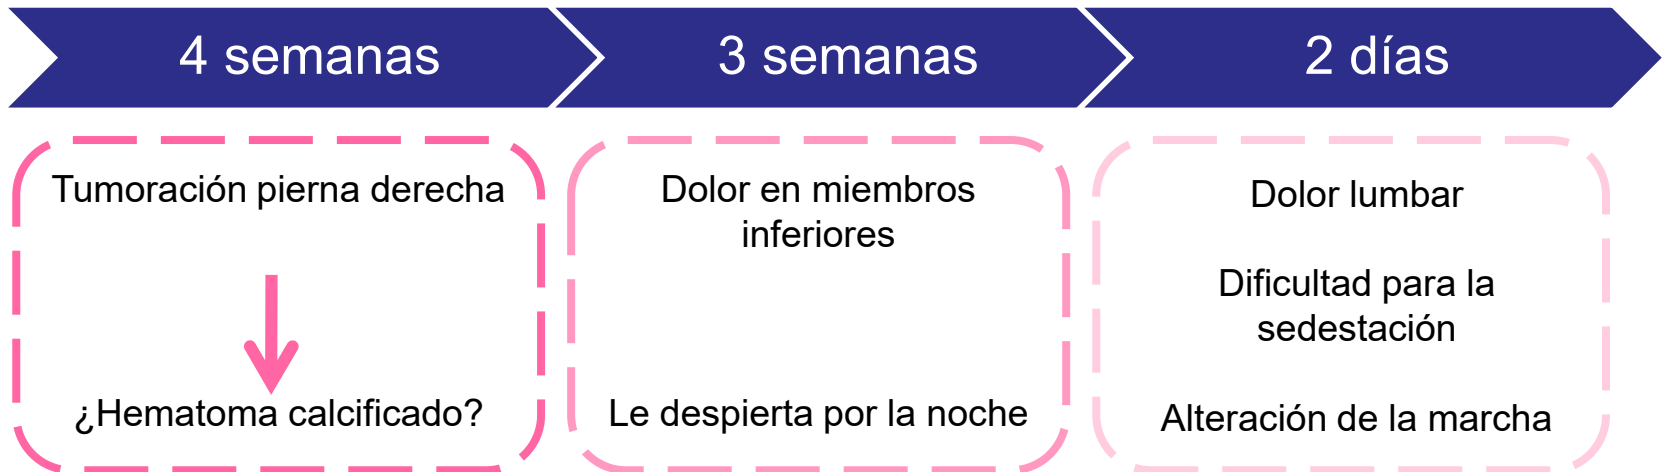 4 semanas
3 semanas
2 días
Tumoración pierna derecha
¿Hematoma calcificado?
Dolor en miembros
inferiores
Le despierta por la noche
Dolor lumbar
Dificultad para la
sedestación
Alteración de la marcha